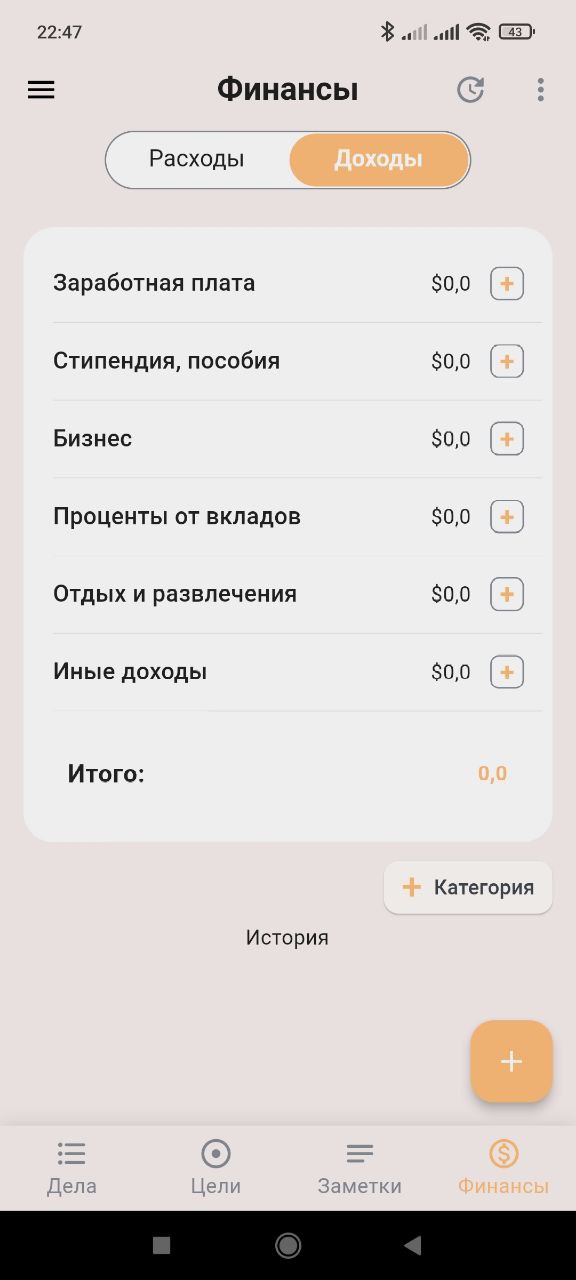 22:47
43
Финансы
Расходы
Доходы
Заработная плата $0,0
Стипендия, пособия $0,0
Бизнес $0,0
Проценты от вкладов $0,0
Отдых и развлечения $0,0
Иные доходы $0,0
Итого: 0,0
+ Категория
История
Дела
Цели
Заметки
Финансы